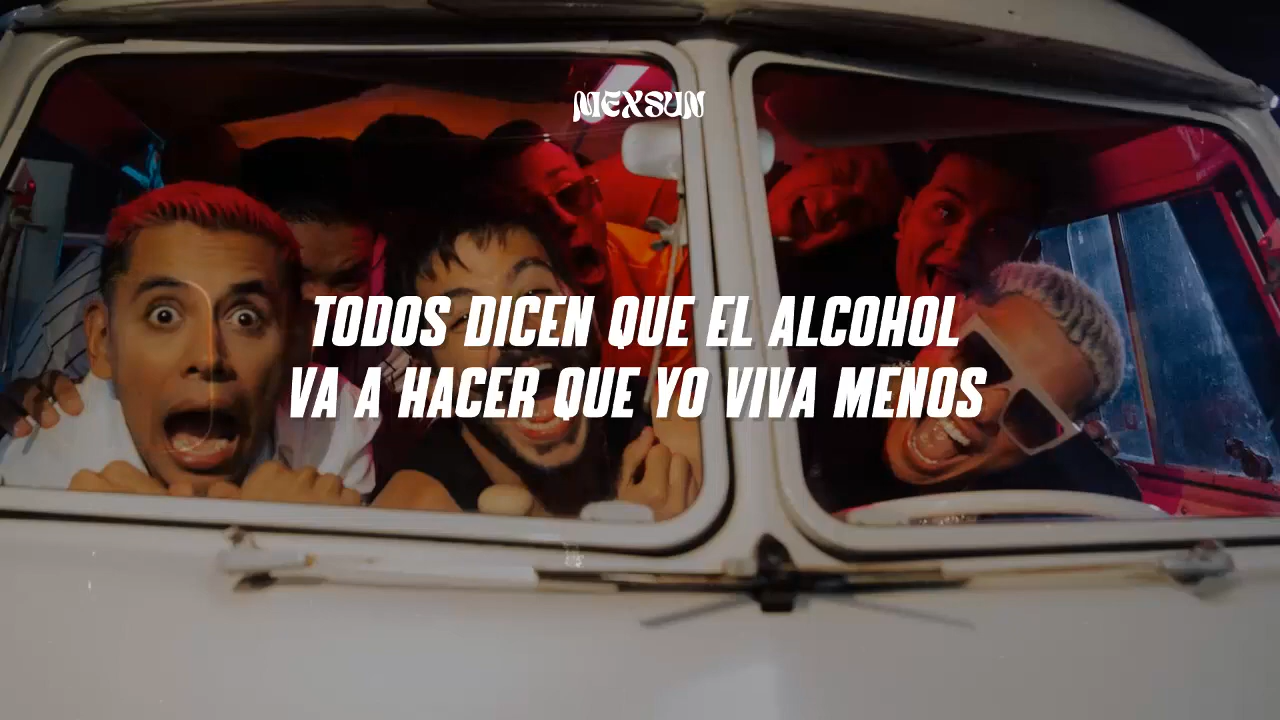 MEXSUN
TODOS DICEN QUE EL ALCOHOL
VA A HACER QUE YO VIVA MENOS